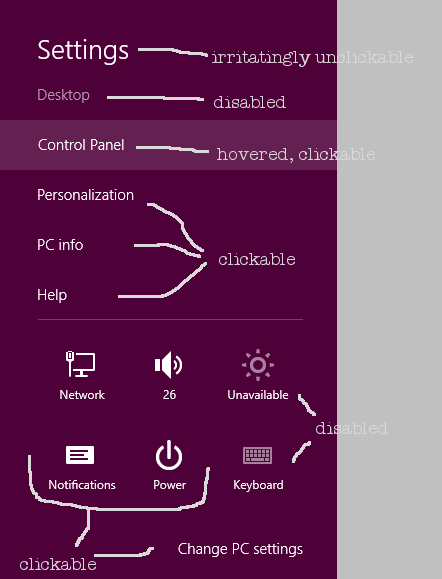 Settings irritatingly unclickable
Desktop disabled
Control Panel hovered, clickable
Personalization
PC info clickable
Help
Network 26 Unavailable
disabled
Notifications Power Keyboard
Change PC settings
clickable